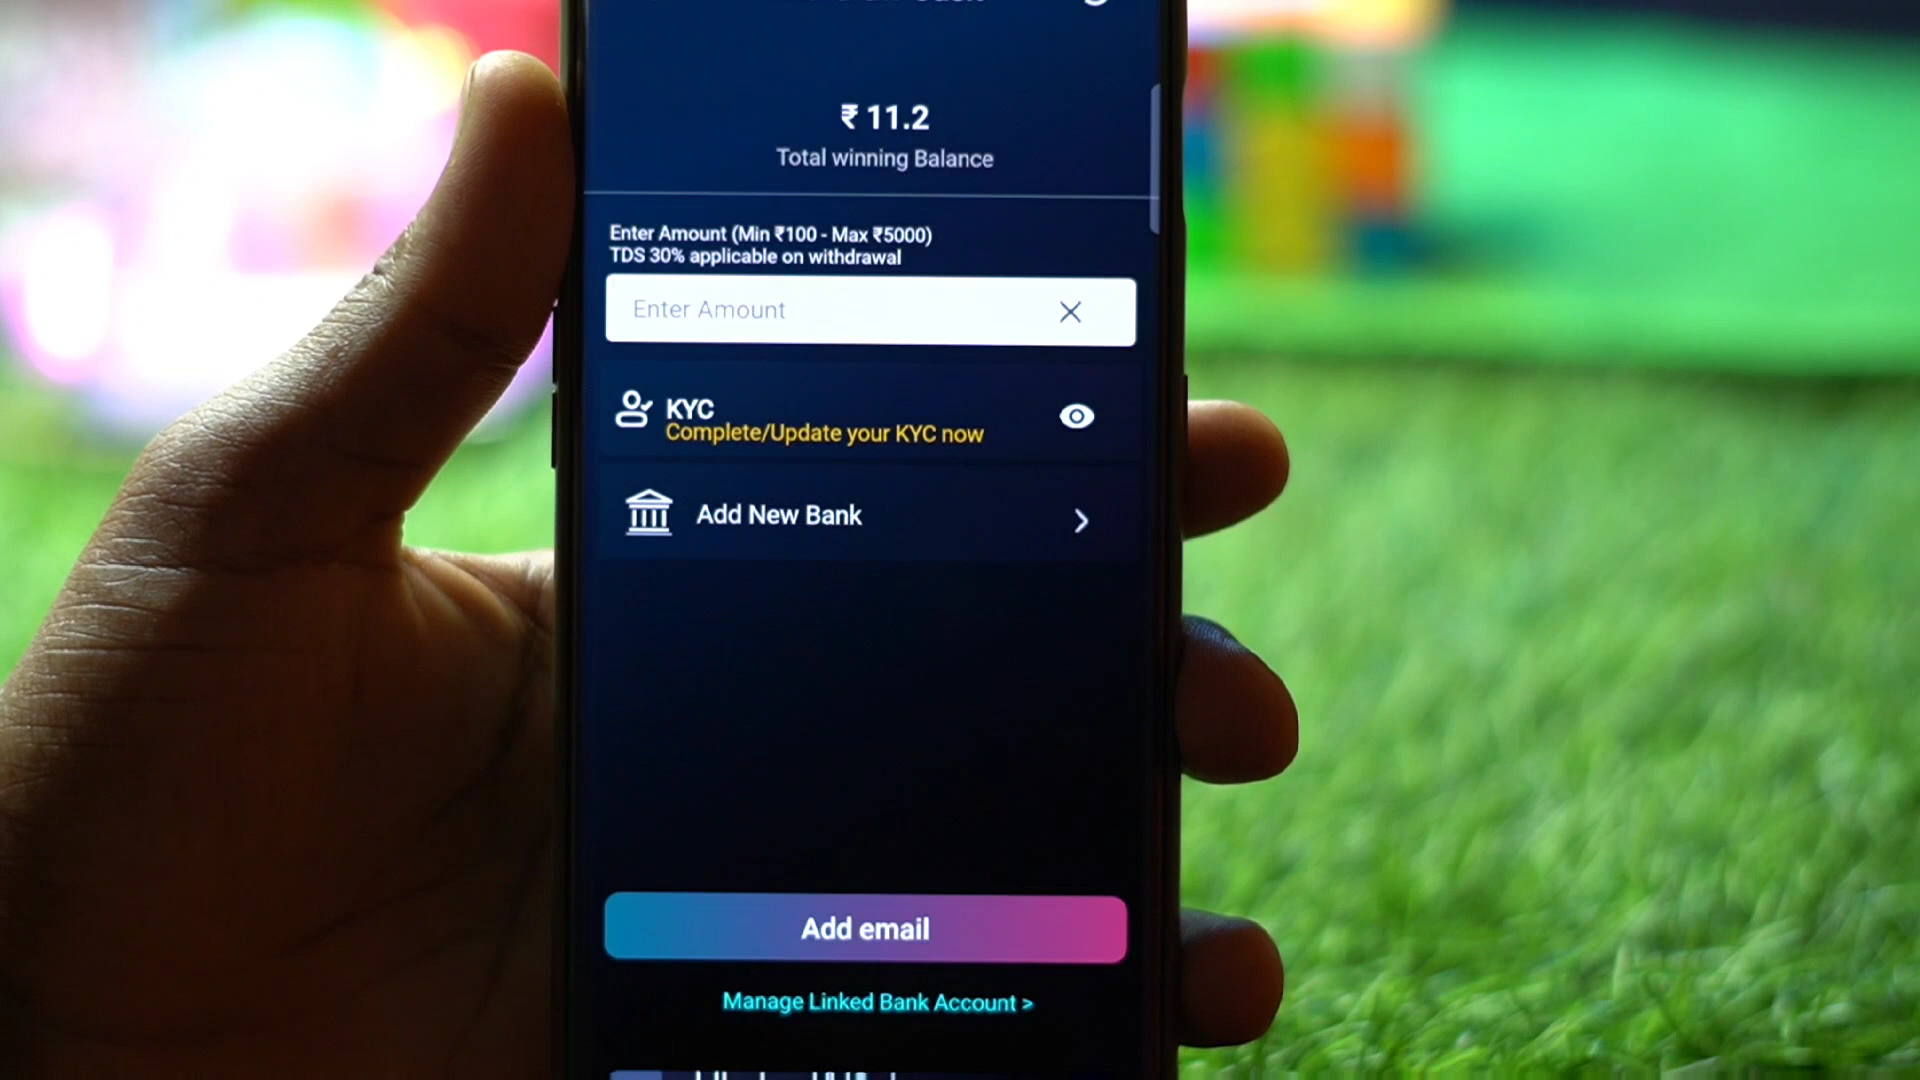 ₹ 11.2
Total winning Balance
Enter Amount (Min ₹100 - Max ₹5000)
TDS 30% applicable on withdrawal
Enter Amount
KYC
Complete/Update your KYC now
Add New Bank
Add email
Manage Linked Bank Account >